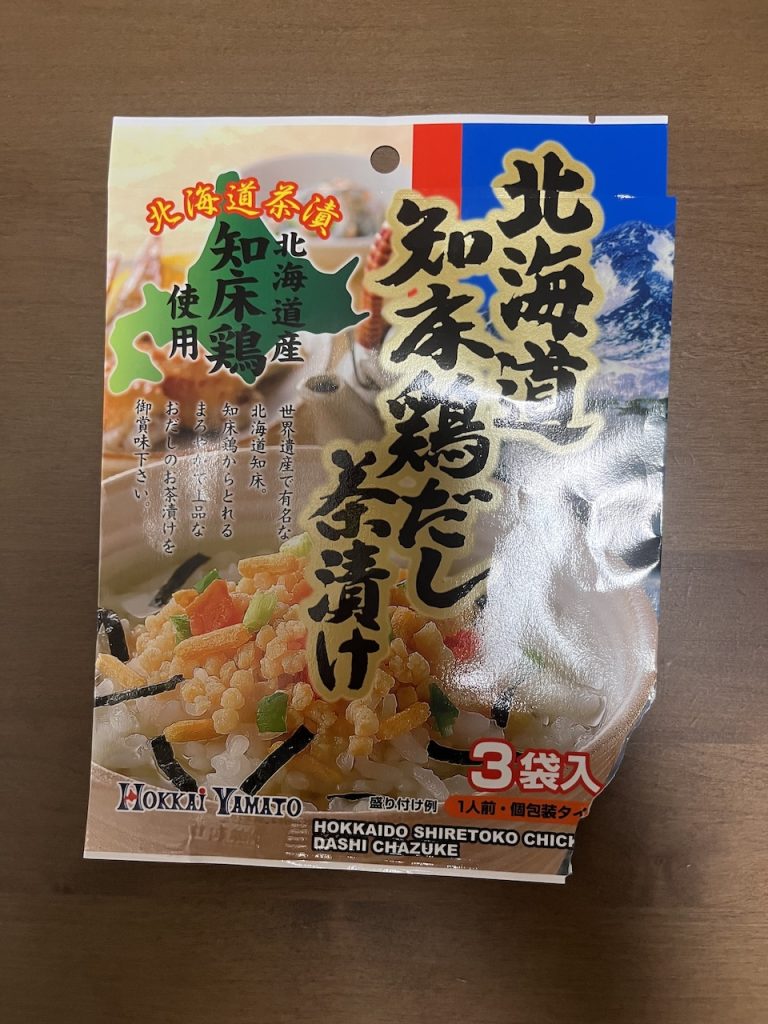 北海道
知床鶏だし
茶漬け
北海道茶漬
北海道産
知床鶏
使用
世界遺産で有名な
北海道知床。
知床鶏からとれる
まろやかで上品な
おだしのお茶漬けを
御賞味下さい。
3袋入
1人前・個包装タイ
盛り付け例
HOKKAI YAMATO
HOKKAIDO SHIRETOKO CHICK
DASHI CHAZUKE